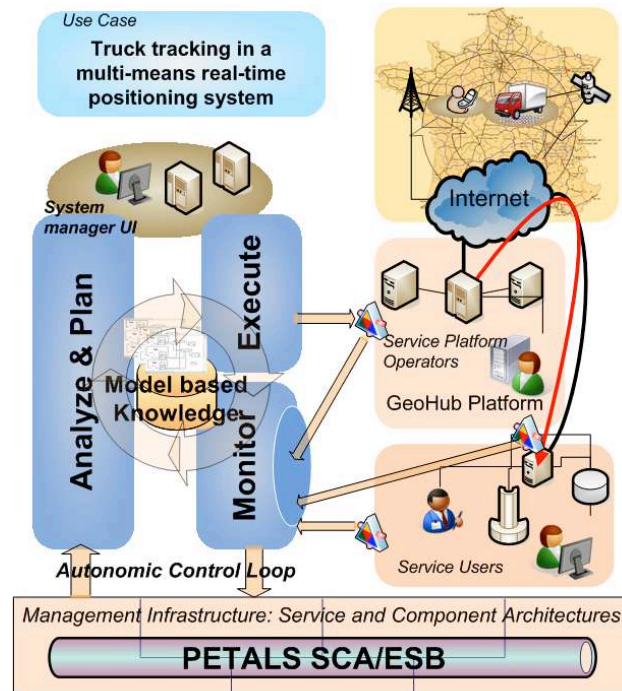 Use Case
Truck tracking in a
multi-means real-time
positioning system
System
manager UI
Internet
Analyze & Plan
Execute
Model based
Knowledge
Monitor
Service Platform
Operators
GeoHub Platform
Service Users
Autonomic Control Loop
Management Infrastructure: Service and Component Architectures
PETALS SCA/ESB